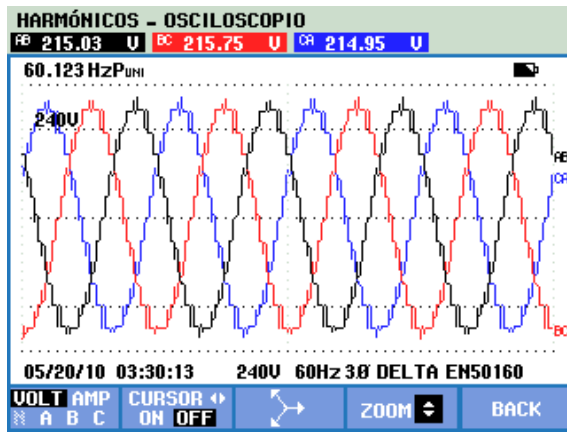 HARMÓNICOS - OSCILOSCOPIO
AB 215.03 V BC 215.75 V CA 214.95 V
60.123 HzPUNI
240V
AB
CA
BC
05/20/10 03:30:13 240V 60Hz 3Ø DELTA EN50160
VOLT AMP CURSOR ZOOM BACK
A B C ON OFF